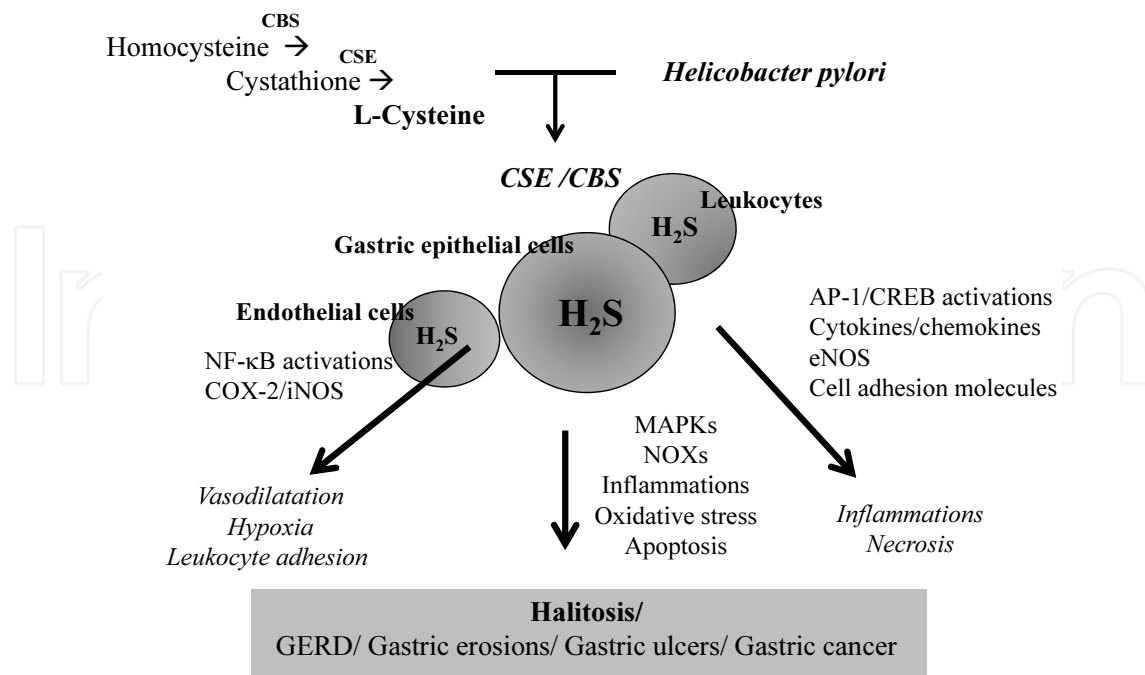 CBS
Homocysteine →
CSE
Cystathione →
L-Cysteine
Helicobacter pylori
CSE /CBS
Leukocytes
H₂S
Gastric epithelial cells
H₂S
Endothelial cells
H₂S
NF-κB activations
COX-2/iNOS
AP-1/CREB activations
Cytokines/chemokines
eNOS
Cell adhesion molecules
MAPKs
NOXs
Inflammations
Oxidative stress
Apoptosis
Vasodilatation
Hypoxia
Leukocyte adhesion
Inflammations
Necrosis
Halitosis/
GERD/ Gastric erosions/ Gastric ulcers/ Gastric cancer